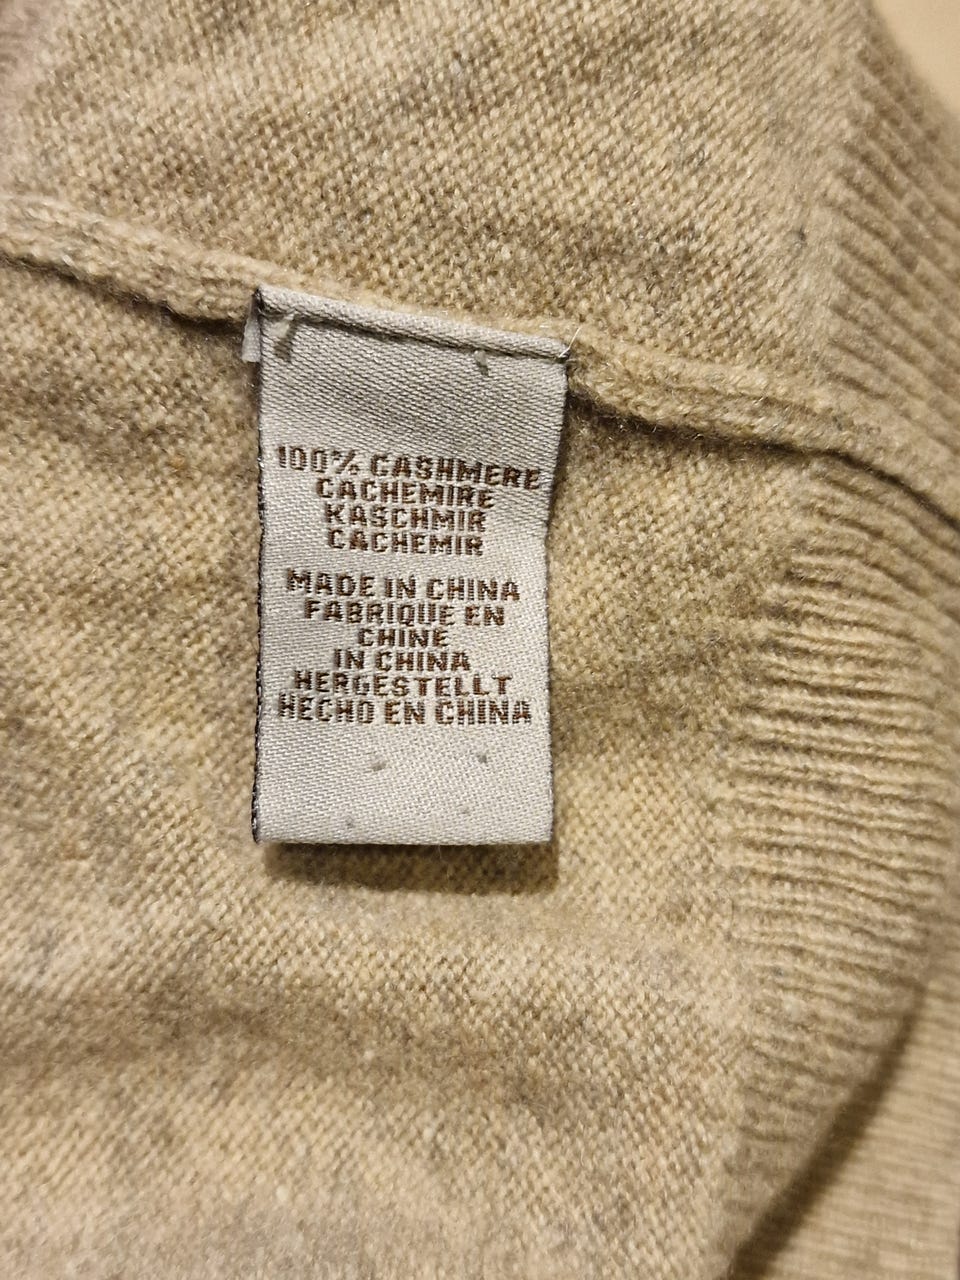 100% CASHMERE
CACHEMIRE
KASCHMIR
CACHEMIR
MADE IN CHINA
FABRIQUE EN
CHINE
IN CHINA
HERGESTELLT
HECHO EN CHINA